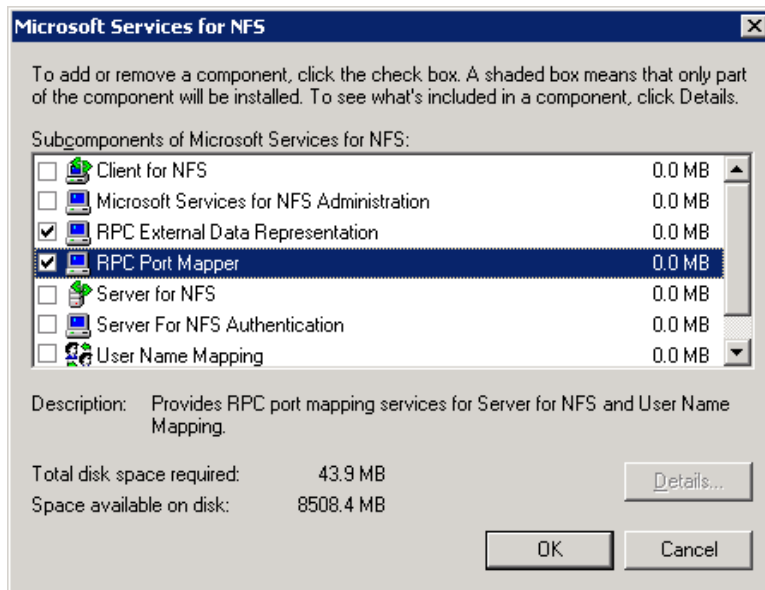 Microsoft Services for NFS
To add or remove a component, click the check box. A shaded box means that only part
of the component will be installed. To see what's included in a component, click Details.
Subcomponents of Microsoft Services for NFS:
Client for NFS 0.0 MB
Microsoft Services for NFS Administration 0.0 MB
RPC External Data Representation 0.0 MB
RPC Port Mapper 0.0 MB
Server for NFS 0.0 MB
Server For NFS Authentication 0.0 MB
User Name Mapping 0.0 MB
Description: Provides RPC port mapping services for Server for NFS and User Name
Mapping.
Total disk space required: 43.9 MB
Space available on disk: 8508.4 MB
Details...
OK Cancel